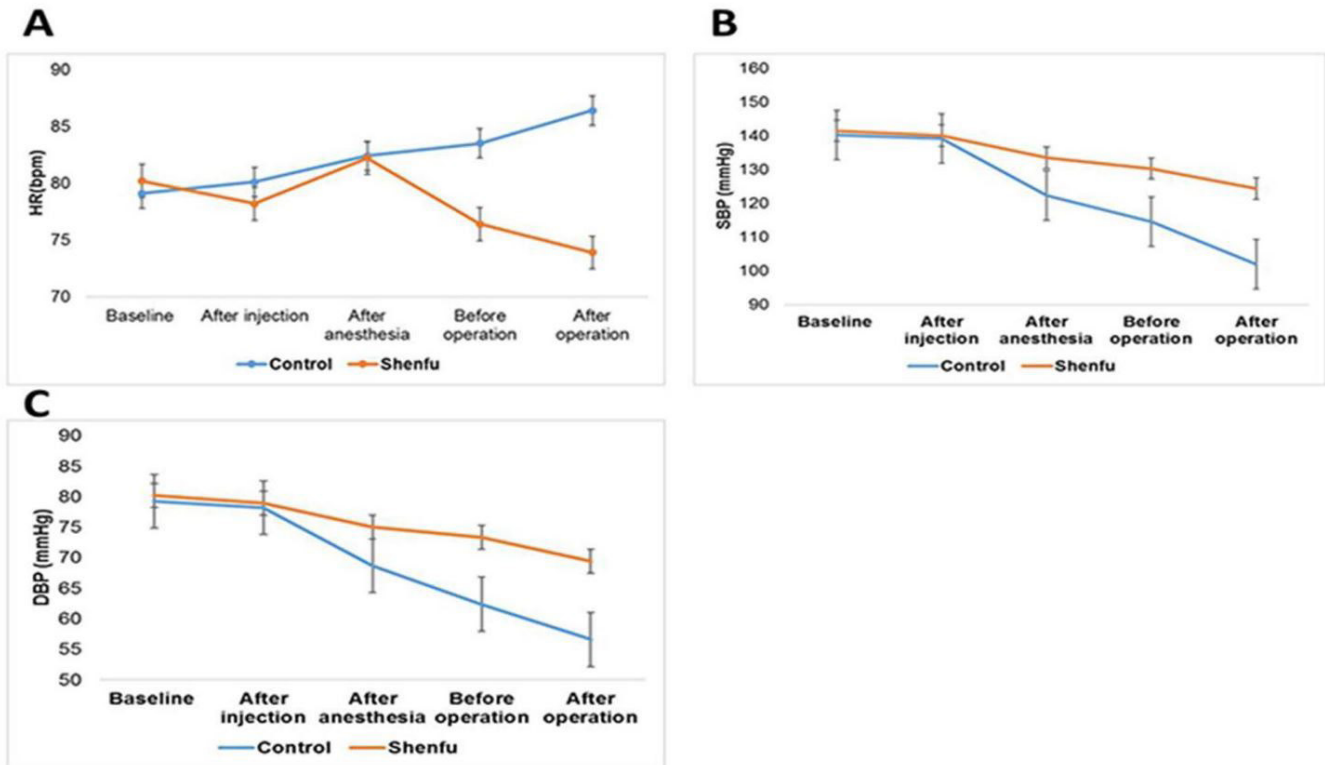 A
HR(bpm)
90
85
80
75
70
Baseline
After injection
After
anesthesia
Before
operation
After
operation
Control
Shenfu
B
SBP (mmHg)
160
150
140
130
120
110
100
90
Baseline
After
injection
After
anesthesia
Before
operation
After
operation
Control
Shenfu
C
DBP (mmHg)
90
85
80
75
70
65
60
55
50
Baseline
After
injection
After
anesthesia
Before
operation
After
operation
Control
Shenfu